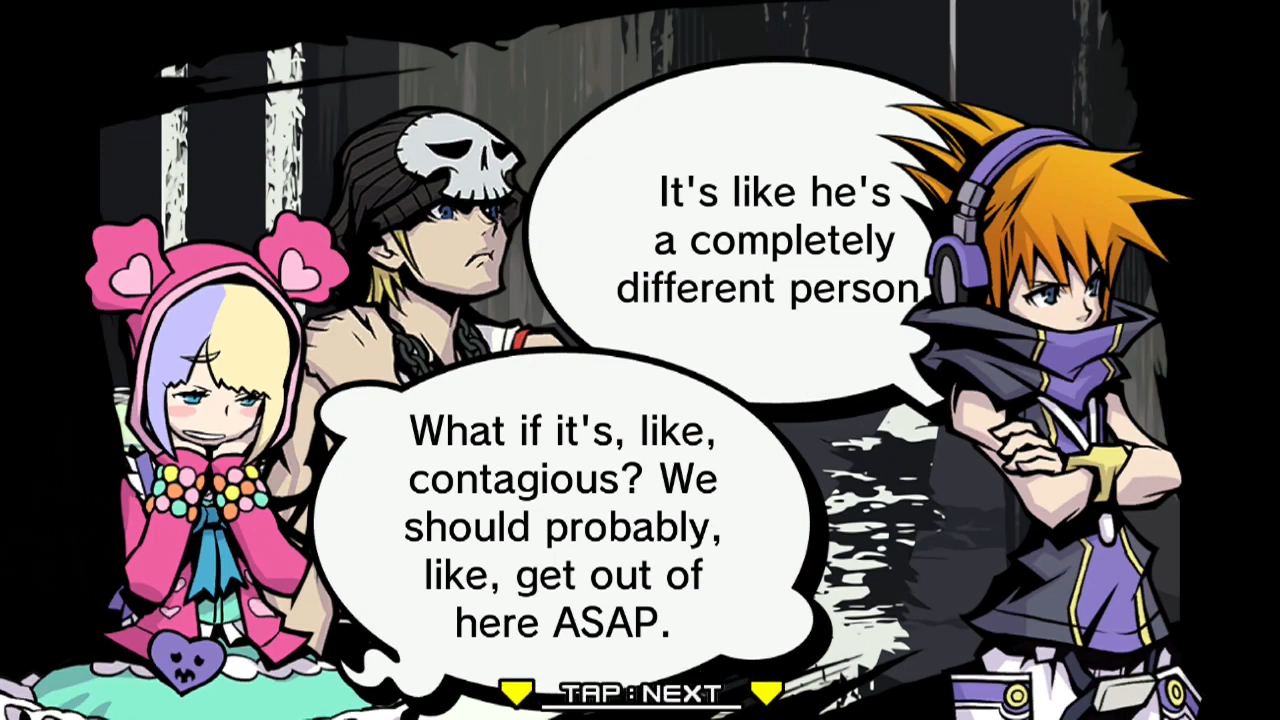 It's like he's
a completely
different person
What if it's, like,
contagious? We
should probably,
like, get out of
here ASAP.
TAP : NEXT